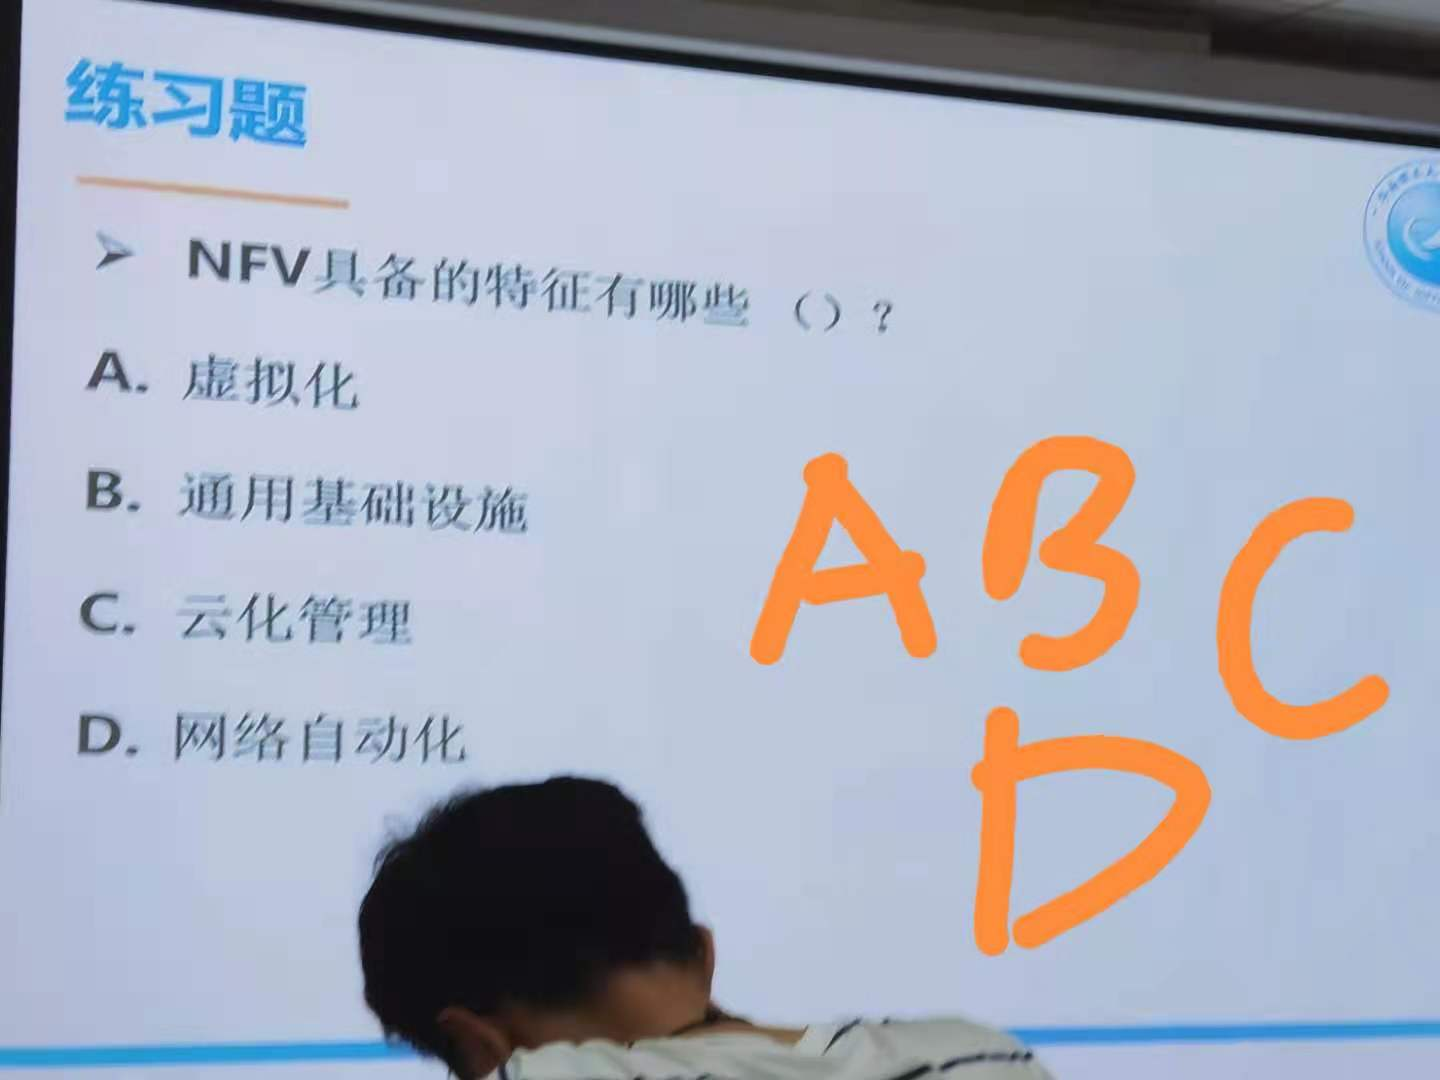 练习题
➢ NFV具备的特征有哪些（）？
A. 虚拟化
B. 通用基础设施
C. 云化管理
D. 网络自动化
A B C
D